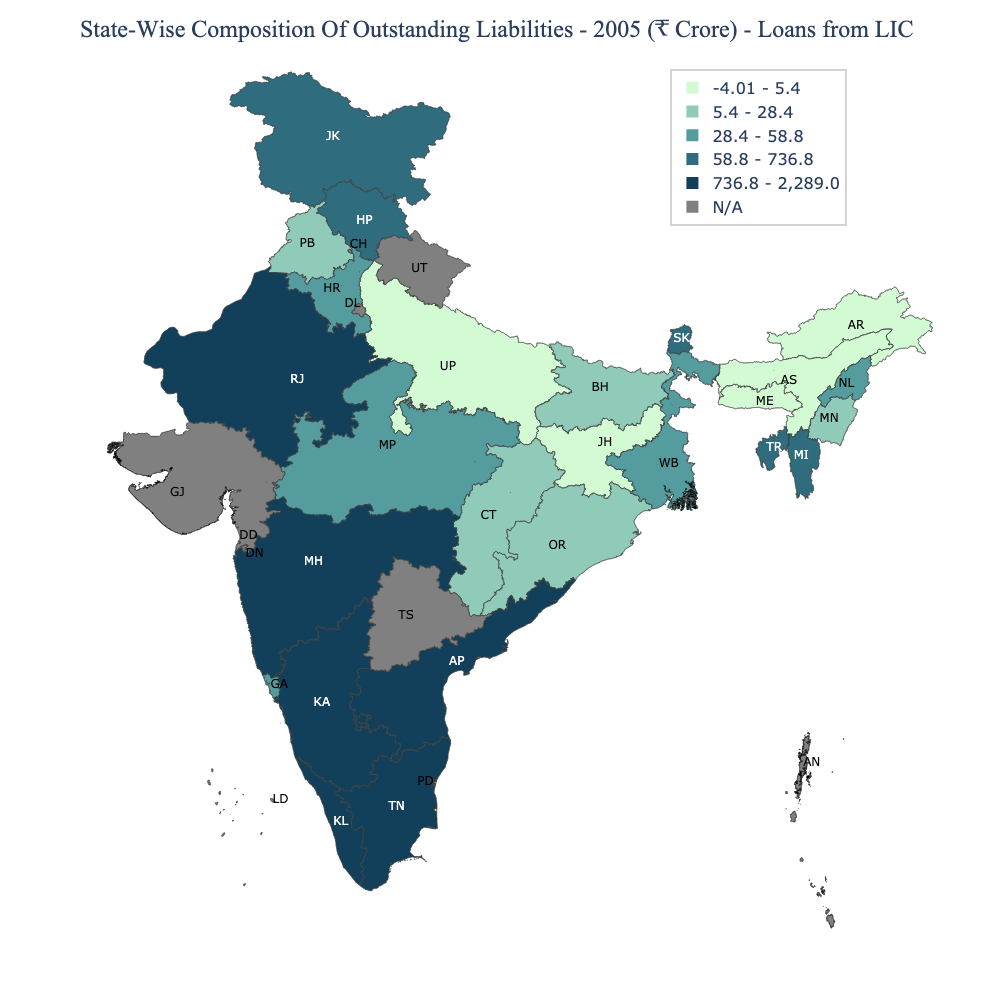 State-Wise Composition Of Outstanding Liabilities - 2005 (₹ Crore) - Loans from LIC
-4.01 - 5.4
5.4 - 28.4
28.4 - 58.8
58.8 - 736.8
736.8 - 2,289.0
N/A
JK
HP
PB
CH
UT
HR
DL
RJ
UP
BH
SK
AR
AS
NL
ME
MN
TR
MI
MP
JH
WB
GJ
CT
OR
DD
DN
MH
TS
AP
GA
KA
PD
TN
KL
LD
AN